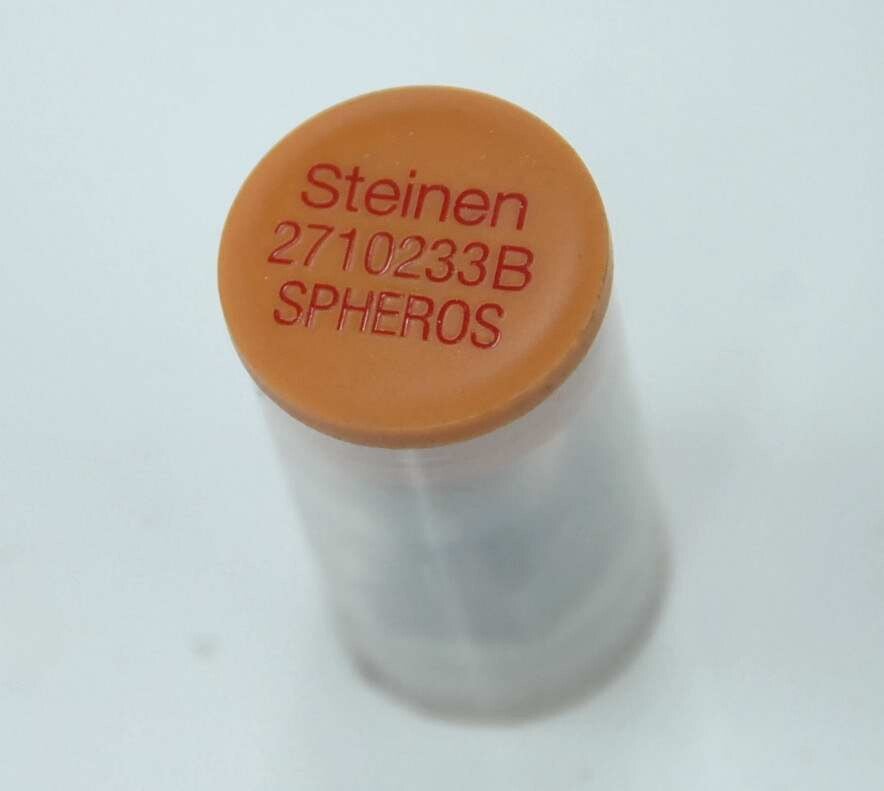 Steinen
2710233B
SPHEROS